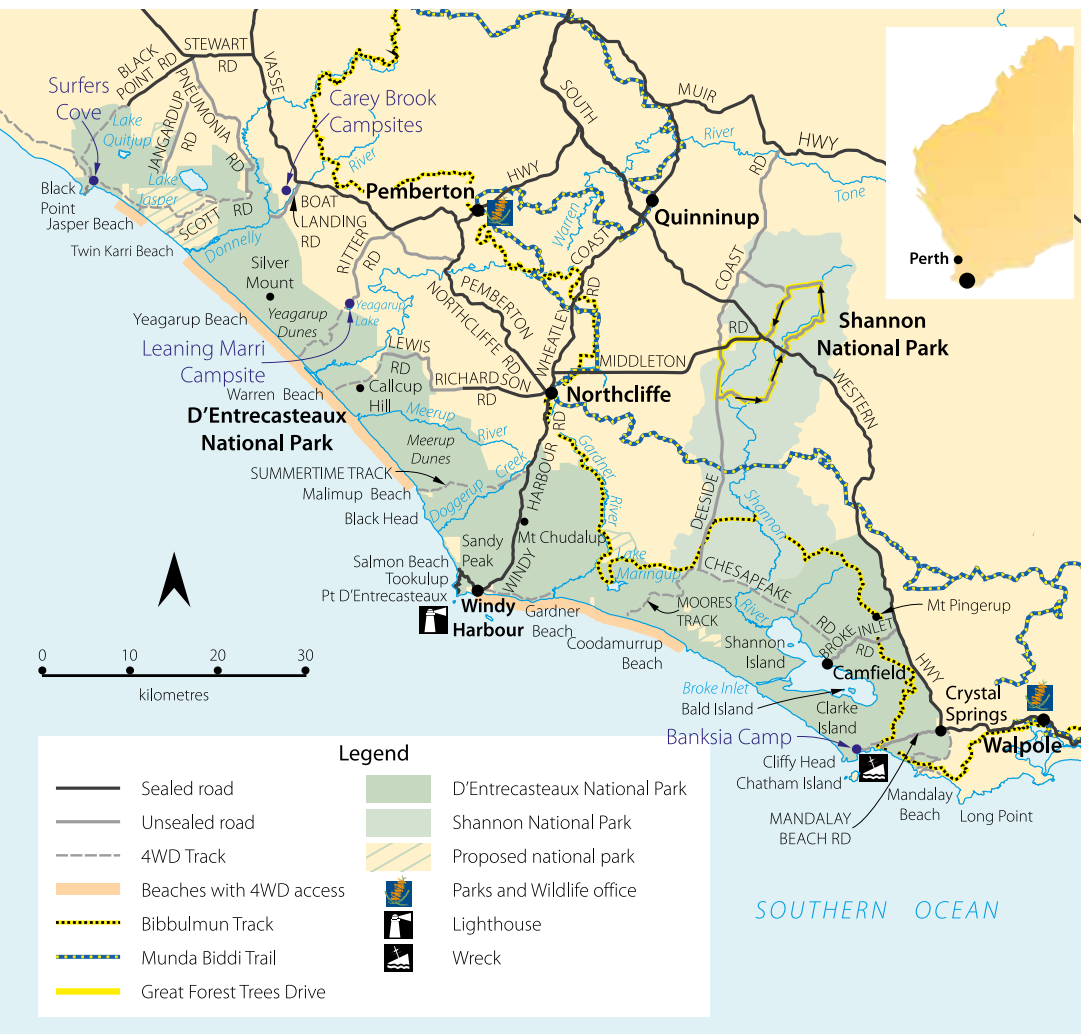 STEWART
RD
BLACK
POINT RD
VASSE
PNEUMONIA
RD
JANGARDUP
RD
Surfers
Cove
Lake
Quitjup
Carey Brook
Campsites
River
SOUTH
MUIR
HWY
River
Tone
RD
COAST
Lake
Jasper
Black
Point
Jasper Beach
SCOTT
RD
BOAT
LANDING
RD
Pemberton
HWY
Warren
COAST
Quinninup
Perth
Twin Karri Beach
Donnelly
RITTER
RD
Silver
Mount
PEMBERTON
NORTHCLIFFE RD
WHEATLEY
RD
Yeagarup
Lake
Yeagarup
Dunes
Yeagarup Beach
Leaning Marri
Campsite
LEWIS
RD
RICHARDSON
RD
MIDDLETON
RD
Shannon
National Park
WESTERN
Warren Beach
Callcup
Hill
Northcliffe
D'Entrecasteaux
National Park
Meerup
River
Meerup
Dunes
SUMMERTIME TRACK
Malimup Beach
Doggerup
Creek
HARBOUR
RD
Gardner
River
DEESIDE
Shannon
Black Head
Mt Chudalup
Sandy
Peak
WINDY
Lake
Maringup
Salmon Beach
Tookulup
Pt D'Entrecasteaux
Windy
Harbour
Gardner
Beach
MOORES
TRACK
CHESAPEAKE
RD
River
Mt Pingerup
BROKE INLET
RD
Coodamurrup
Beach
Shannon
Island
Camfield
HWY
Broke Inlet
Bald Island
Clarke
Island
Crystal
Springs
Banksia Camp
Walpole
Cliffy Head
Chatham Island
Mandalay
Beach
Long Point
MANDALAY
BEACH RD
0
10
20
30
kilometres
Legend
Sealed road
Unsealed road
4WD Track
Beaches with 4WD access
Bibbulmun Track
Munda Biddi Trail
Great Forest Trees Drive
D'Entrecasteaux National Park
Shannon National Park
Proposed national park
Parks and Wildlife office
Lighthouse
Wreck
SOUTHERN OCEAN